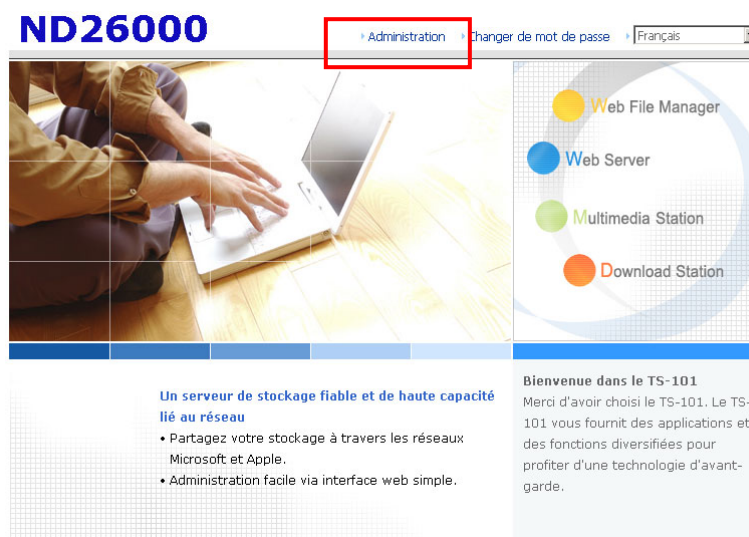 ND26000
Administration
Changer de mot de passe
Français
Web File Manager
Web Server
Multimedia Station
Download Station
Un serveur de stockage fiable et de haute capacité
lié au réseau
• Partagez votre stockage à travers les réseaux
Microsoft et Apple.
• Administration facile via interface web simple.
Bienvenue dans le TS-101
Merci d'avoir choisi le TS-
101 vous fournit des applications et
des fonctions diversifiées pour
profiter d'une technologie d'avant-
garde.